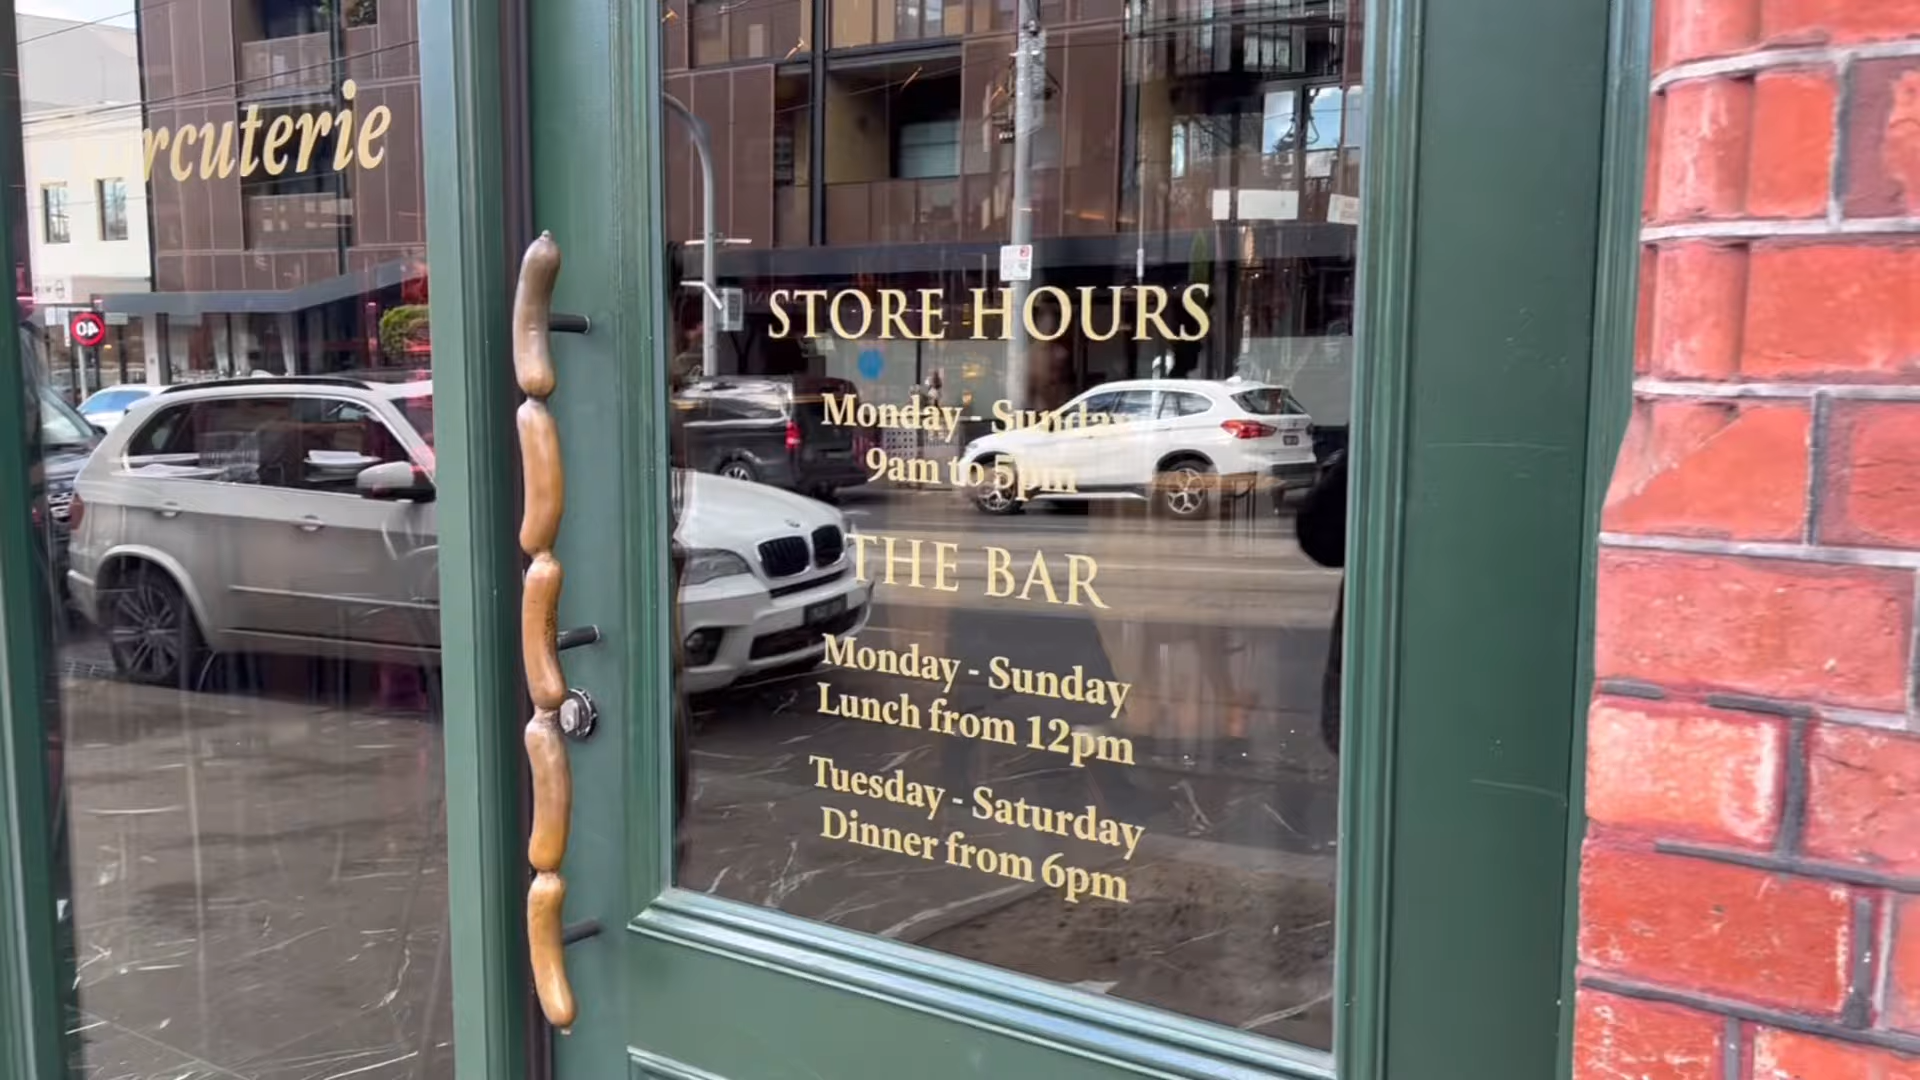 rcuterie
STORE HOURS
Monday - Sunday
9am to 5pm
THE BAR
Monday - Sunday
Lunch from 12pm
Tuesday - Saturday
Dinner from 6pm
40